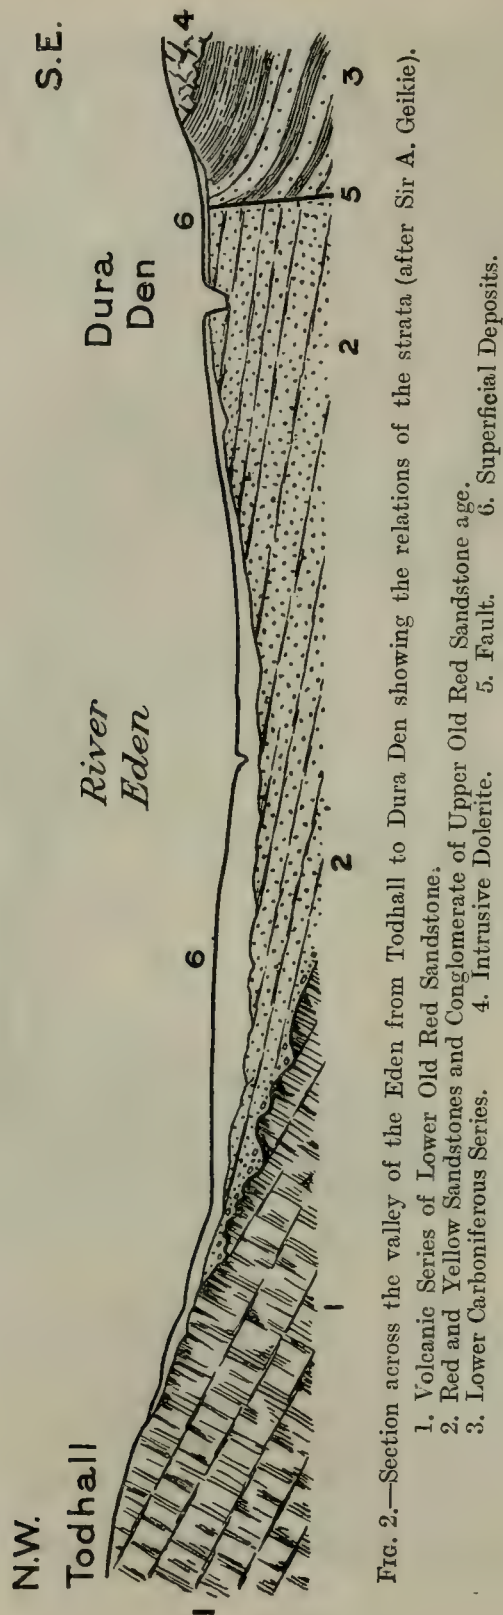 N.W.
S.E.
Todhall
River
Eden
Dura
Den
1
1
6
2
2
6
5
3
4
FIG. 2.—Section across the valley of the Eden from Todhall to Dura Den showing the relations of the strata (after Sir A. Geikie).
1. Volcanic Series of Lower Old Red Sandstone.
2. Red and Yellow Sandstones and Conglomerate of Upper Old Red Sandstone age.
3. Lower Carboniferous Series. 4. Intrusive Dolerite. 5. Fault. 6. Superficial Deposits.